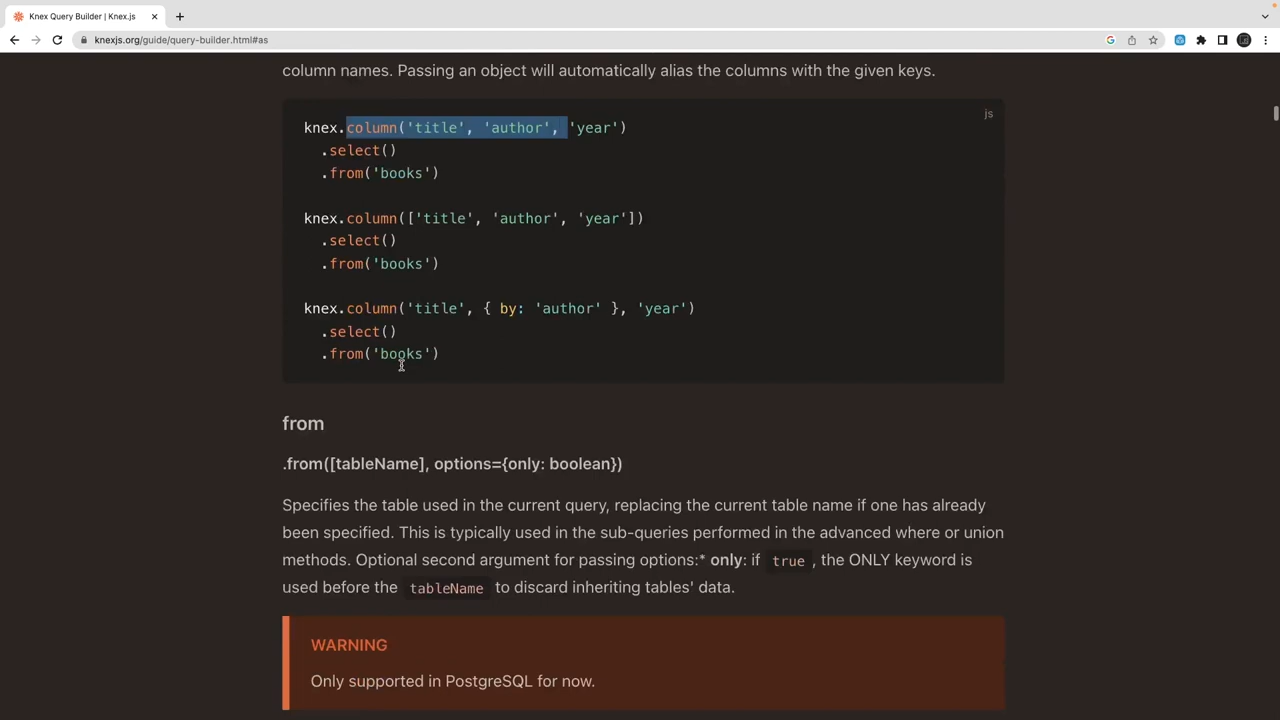 Knex Query Builder | Knex.js
knexjs.org/guide/query-builder.html#as
column names. Passing an object will automatically alias the columns with the given keys.
js
knex.column('title', 'author', 'year')
.select()
.from('books')
knex.column(['title', 'author', 'year'])
.select()
.from('books')
knex.column('title', { by: 'author' }, 'year')
.select()
.from('books')
from
.from([tableName], options={only: boolean})
Specifies the table used in the current query, replacing the current table name if one has already
been specified. This is typically used in the sub-queries performed in the advanced where or union
methods. Optional second argument for passing options:* only: if true , the ONLY keyword is
used before the tableName to discard inheriting tables' data.
WARNING
Only supported in PostgreSQL for now.